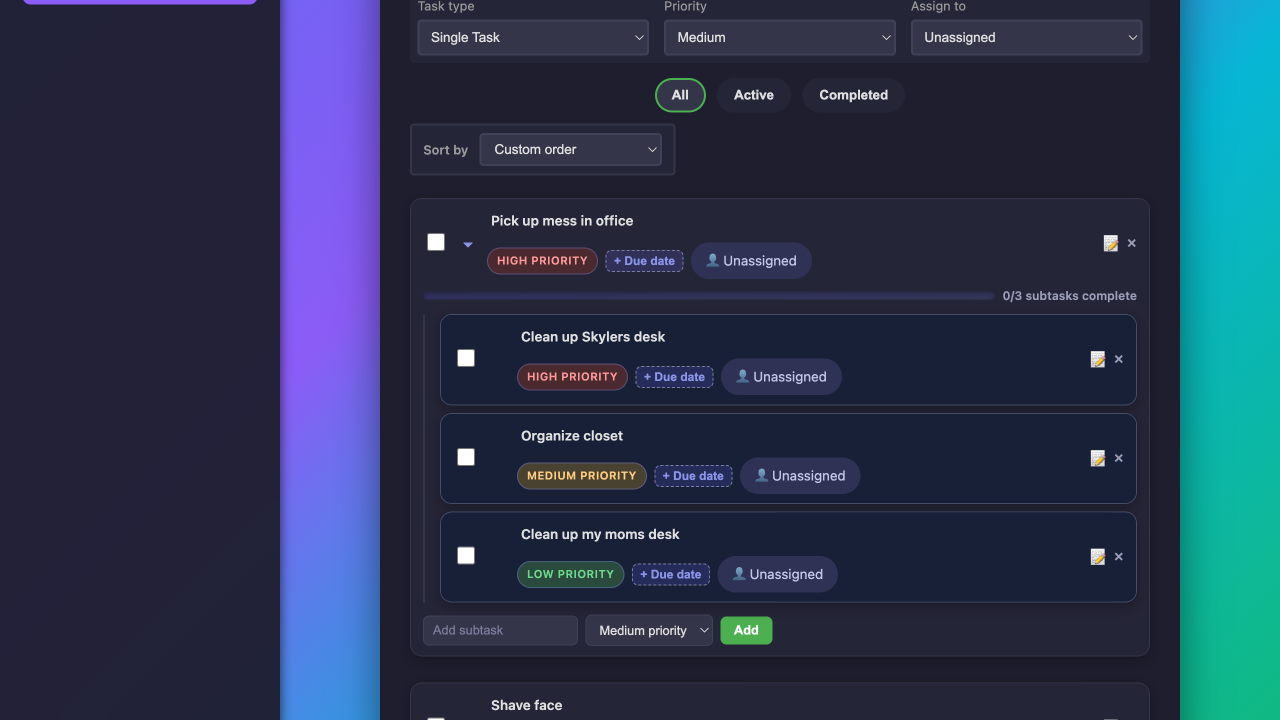 Task type
Priority
Assign to
Single Task
Medium
Unassigned
All
Active
Completed
Sort by
Custom order
Pick up mess in office
HIGH PRIORITY
+ Due date
Unassigned
0/3 subtasks complete
Clean up Skylers desk
HIGH PRIORITY
+ Due date
Unassigned
Organize closet
MEDIUM PRIORITY
+ Due date
Unassigned
Clean up my moms desk
LOW PRIORITY
+ Due date
Unassigned
Add subtask
Medium priority
Add
Shave face